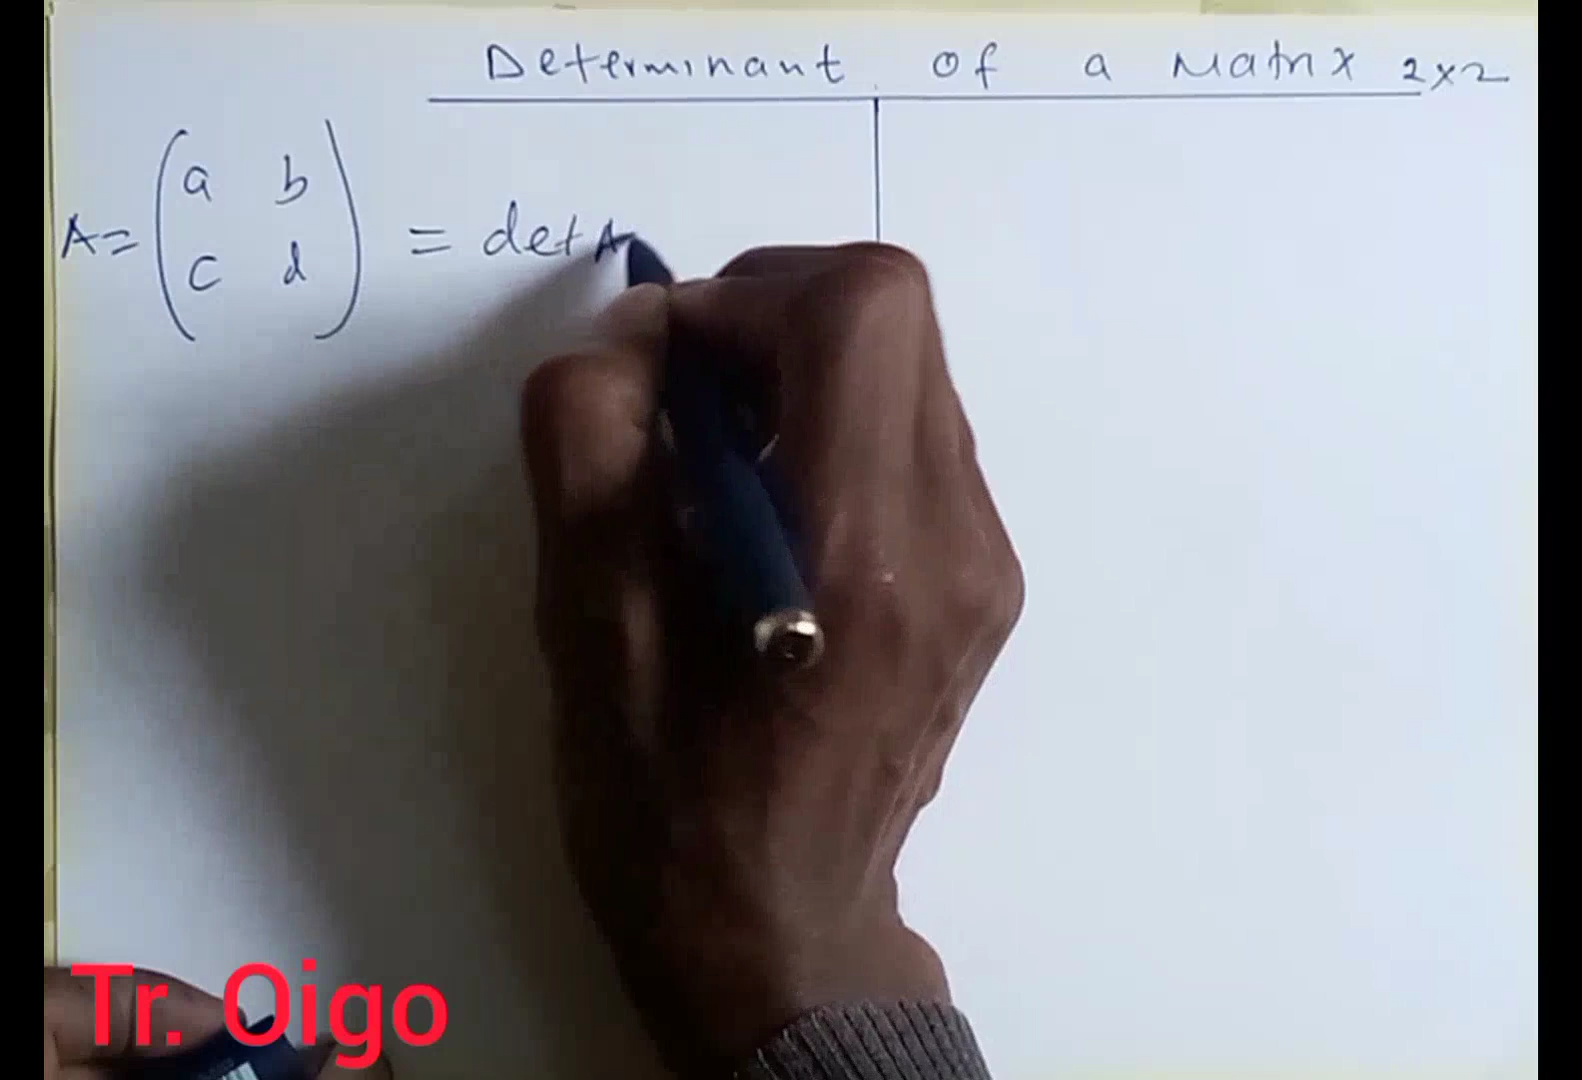 Determinant of a Matrix 2x2
a b
A= = det A
c d
Tr. Oigo